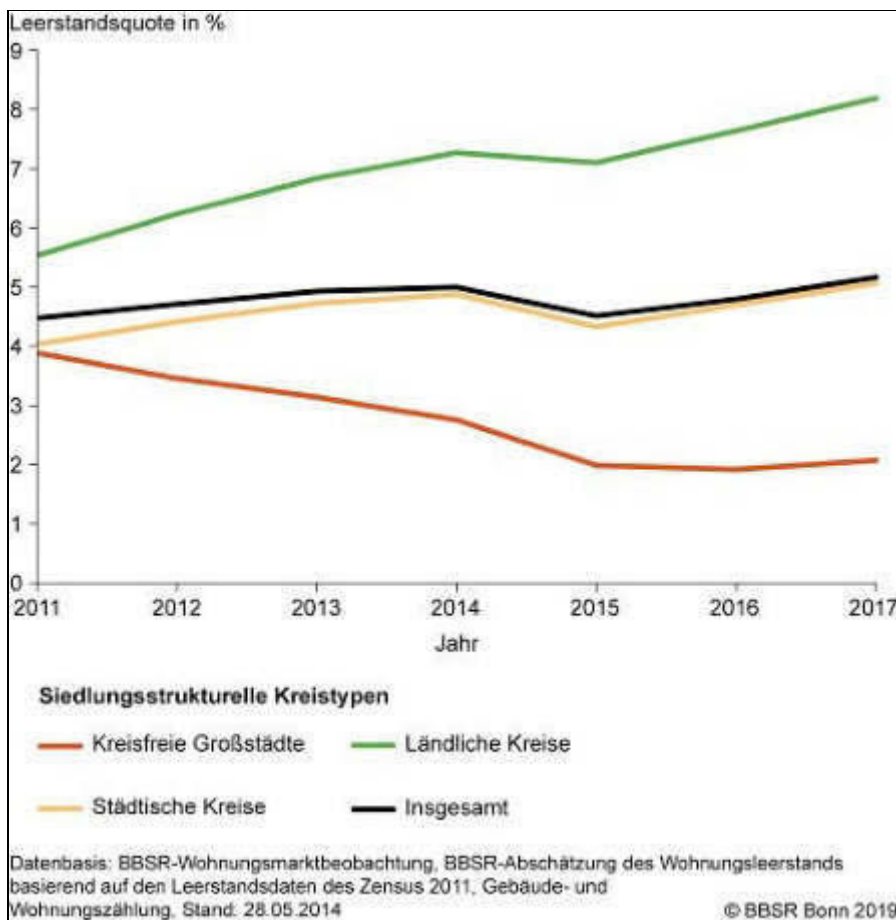 Leerstandsquote in %
9
8
7
6
5
4
3
2
1
0
2011 2012 2013 2014 2015 2016 2017
Jahr
Siedlungsstrukturelle Kreistypen
Kreisfreie Großstädte Ländliche Kreise
Städtische Kreise Insgesamt
Datenbasis: BBSR-Wohnungsmarktbeobachtung, BBSR-Abschätzung des Wohnungsleerstands
basierend auf den Leerstandsdaten des Zensus 2011, Gebäude- und
Wohnungszählung, Stand: 28.05.2014 © BBSR Bonn 2019